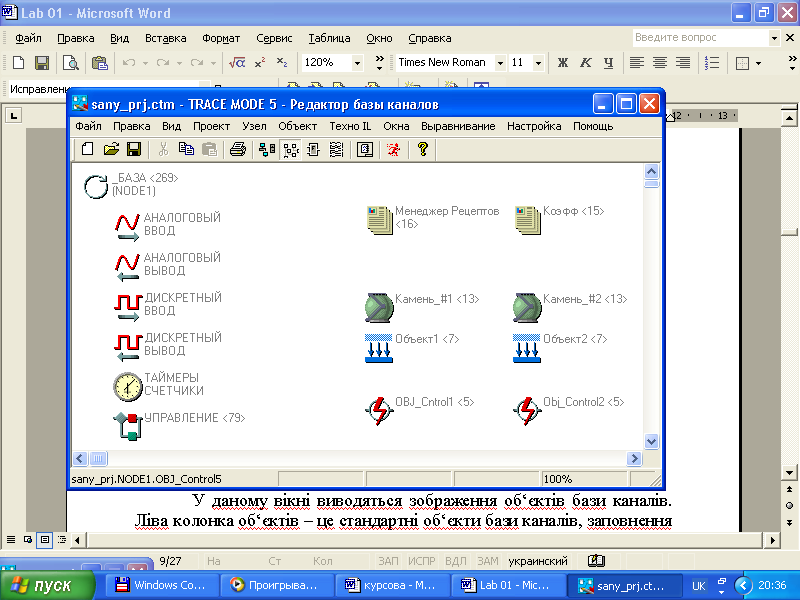 Lab 01 - Microsoft Word
Файл Правка Вид Вставка Формат Сервис Таблица Окно Справка Введите вопрос
120% Times New Roman 11 Ж К Ч
Исправлени
12 13
sany_prj.ctm - TRACE MODE 5 - Редактор базы каналов
Файл Правка Вид Проект Узел Объект Техно IL Окна Выравнивание Настройка Помощь
_БАЗА <269>
(NODE1)
АНАЛОГОВЫЙ
ВВОД
Менеджер Рецептов
<16>
Коэфф <15>
АНАЛОГОВЫЙ
ВЫВОД
ДИСКРЕТНЫЙ
ВВОД
Камень_#1 <13> Камень_#2 <13>
ДИСКРЕТНЫЙ
ВЫВОД
Объект1 <7> Объект2 <7>
ТАЙМЕРЫ
СЧЕТЧИКИ
OBJ_Cntrol1 <5> Obj_Control2 <5>
УПРАВЛЕНИЕ <79>
sany_prj.NODE1.OBJ_Control5 100%
У даному вікні виводяться зображення об‘єктів бази каналів.
Ліва колонка об‘єктів – це стандартні об‘єкти бази каналів, заповнення
9/27 На Ст Кол ЗАП ИСПР ВДЛ ЗАМ украинский
пуск Windows Co... Проигрыва... курсова - M... Lab 01 - Mic... sany_prj.ct... UK 20:36